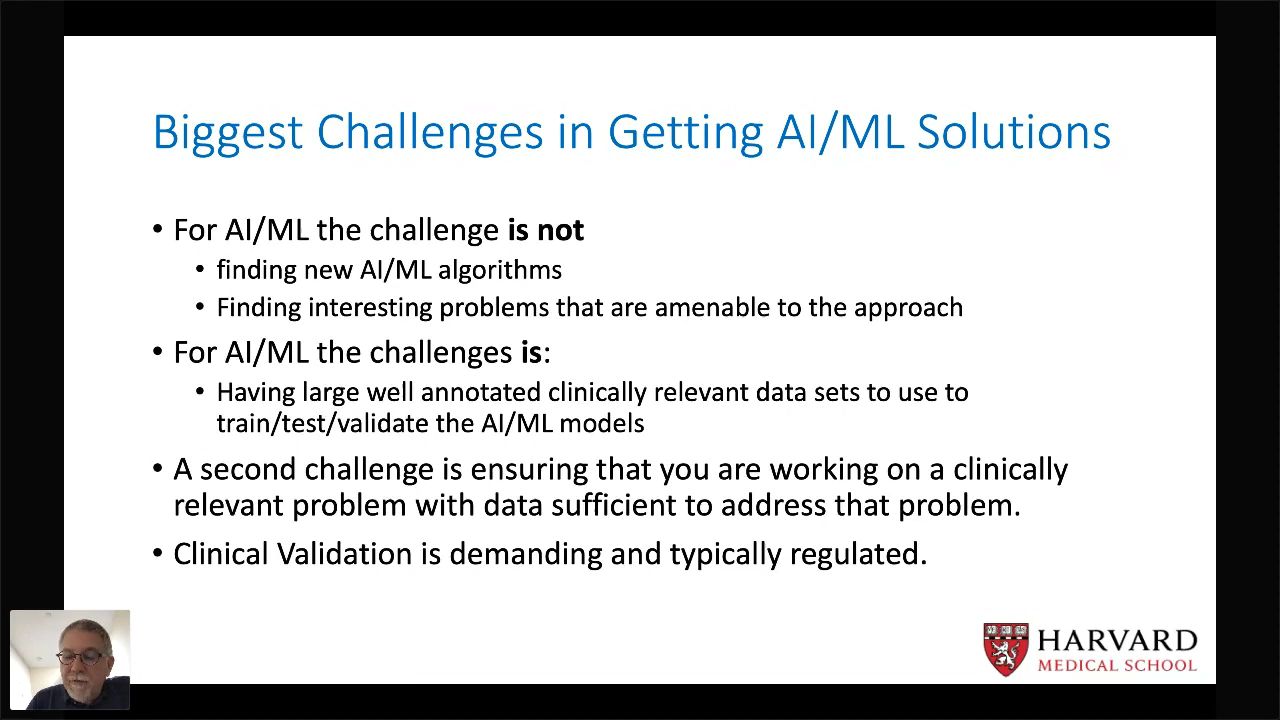 Biggest Challenges in Getting AI/ML Solutions
• For AI/ML the challenge is not
• finding new AI/ML algorithms
• Finding interesting problems that are amenable to the approach
• For AI/ML the challenges is:
• Having large well annotated clinically relevant data sets to use to
train/test/validate the AI/ML models
• A second challenge is ensuring that you are working on a clinically
relevant problem with data sufficient to address that problem.
• Clinical Validation is demanding and typically regulated.
HARVARD
MEDICAL SCHOOL